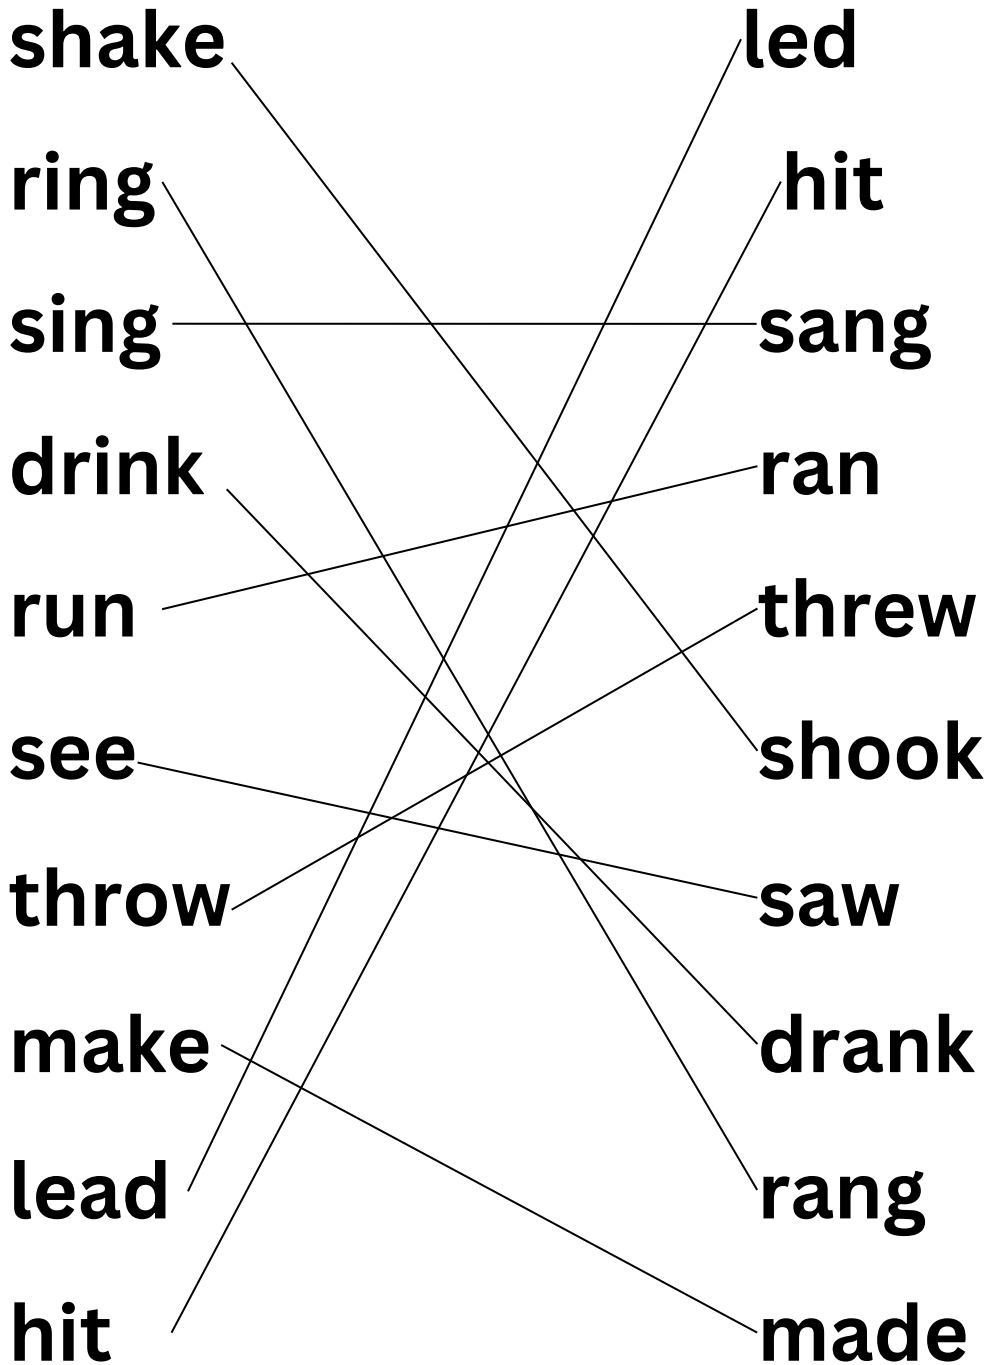 shake led
ring hit
sing sang
drink ran
run threw
see shook
throw saw
make drank
lead rang
hit made